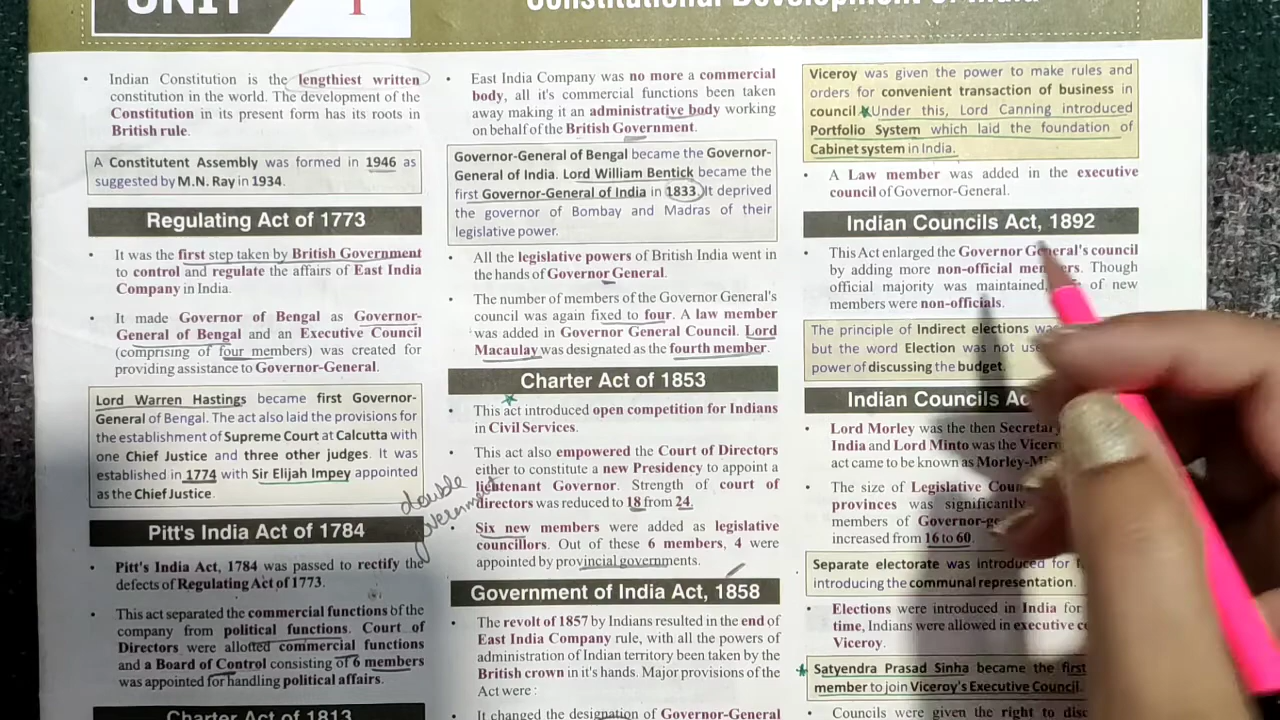 UNIT
1
Constitutional Development of India
• Indian Constitution is the lengthiest written
constitution in the world. The development of the
Constitution in its present form has its roots in
British rule.
A Constitutent Assembly was formed in 1946 as
suggested by M.N. Ray in 1934.
Regulating Act of 1773
• It was the first step taken by British Government
to control and regulate the affairs of East India
Company in India.
• It made Governor of Bengal as Governor-
General of Bengal and an Executive Council
(comprising of four members) was created for
providing assistance to Governor-General.
Lord Warren Hastings became first Governor-
General of Bengal. The act also laid the provisions for
the establishment of Supreme Court at Calcutta with
one Chief Justice and three other judges. It was
established in 1774 with Sir Elijah Impey appointed
as the Chief Justice.
Pitt's India Act of 1784
• Pitt's India Act, 1784 was passed to rectify the
defects of Regulating Act of 1773.
• This act separated the commercial functions of the
company from political functions. Court of
Directors were allotted commercial functions
and a Board of Control consisting of 6 members
was appointed for handling political affairs.
Charter Act of 1813
double
government
• East India Company was no more a commercial
body, all it's commercial functions been taken
away making it an administrative body working
on behalf of the British Government.
Governor-General of Bengal became the Governor-
General of India. Lord William Bentick became the
first Governor-General of India in 1833. It deprived
the governor of Bombay and Madras of their
legislative power.
• All the legislative powers of British India went in
the hands of Governor General.
• The number of members of the Governor General's
council was again fixed to four. A law member
was added in Governor General Council. Lord
Macaulay was designated as the fourth member.
Charter Act of 1853
• This act introduced open competition for Indians
in Civil Services.
• This act also empowered the Court of Directors
either to constitute a new Presidency to appoint a
lieutenant Governor. Strength of court of
directors was reduced to 18 from 24.
• Six new members were added as legislative
councillors. Out of these 6 members, 4 were
appointed by provincial governments.
Government of India Act, 1858
• The revolt of 1857 by Indians resulted in the end of
East India Company rule, with all the powers of
administration of Indian territory been taken by the
British crown in it's hands. Major provisions of the
Act were :
• It changed the designation of Governor-General
Viceroy was given the power to make rules and
orders for convenient transaction of business in
council. Under this, Lord Canning introduced
Portfolio System which laid the foundation of
Cabinet system in India.
• A Law member was added in the executive
council of Governor-General.
Indian Councils Act, 1892
• This Act enlarged the Governor General's council
by adding more non-official members. Though
official majority was maintained, of new
members were non-officials.
The principle of Indirect elections
but the word Election was not
power of discussing the budget.
Indian Councils
• Lord Morley was the then
India and Lord Minto was the
act came to be known as
• The size of Legislative
provinces was significantly
members of
increased from 16 to 60.
Separate electorate was introduced for
introducing the communal representation.
• Elections were introduced in India for
time, Indians were allowed in executive
Viceroy.
Satyendra Prasad Sinha became the first
member to join Viceroy's Executive Council.
• Councils were given the right to